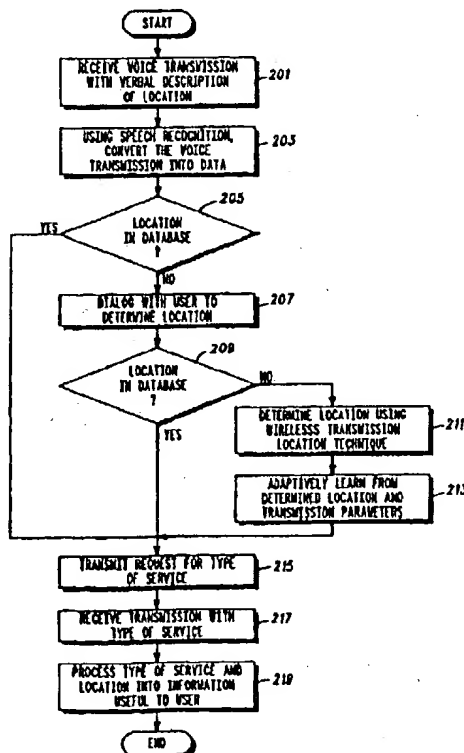 START
RECEIVE VOICE TRANSMISSION
WITH VERBAL DESCRIPTION
OF LOCATION
201
USING SPEECH RECOGNITION,
CONVERT THE VOICE
TRANSMISSION INTO DATA
203
205
YES
LOCATION
IN DATABASE
?
NO
DIALOG WITH USER TO
DETERMINE LOCATION
207
209
LOCATION
IN DATABASE
?
NO
YES
DETERMINE LOCATION USING
WIRELESSS TRANSMISSION
LOCATION TECHNIQUE
211
ADAPTIVELY LEARN FROM
DETERMINED LOCATION AND
TRANSMISSION PARAMETERS
213
TRANSMIT REQUEST FOR TYPE
OF SERVICE
215
RECEIVE TRANSMISSION WITH
TYPE OF SERVICE
217
PROCESS TYPE OF SERVICE AND
LOCATION INTO INFORMATION
USEFUL TO USER
219
END